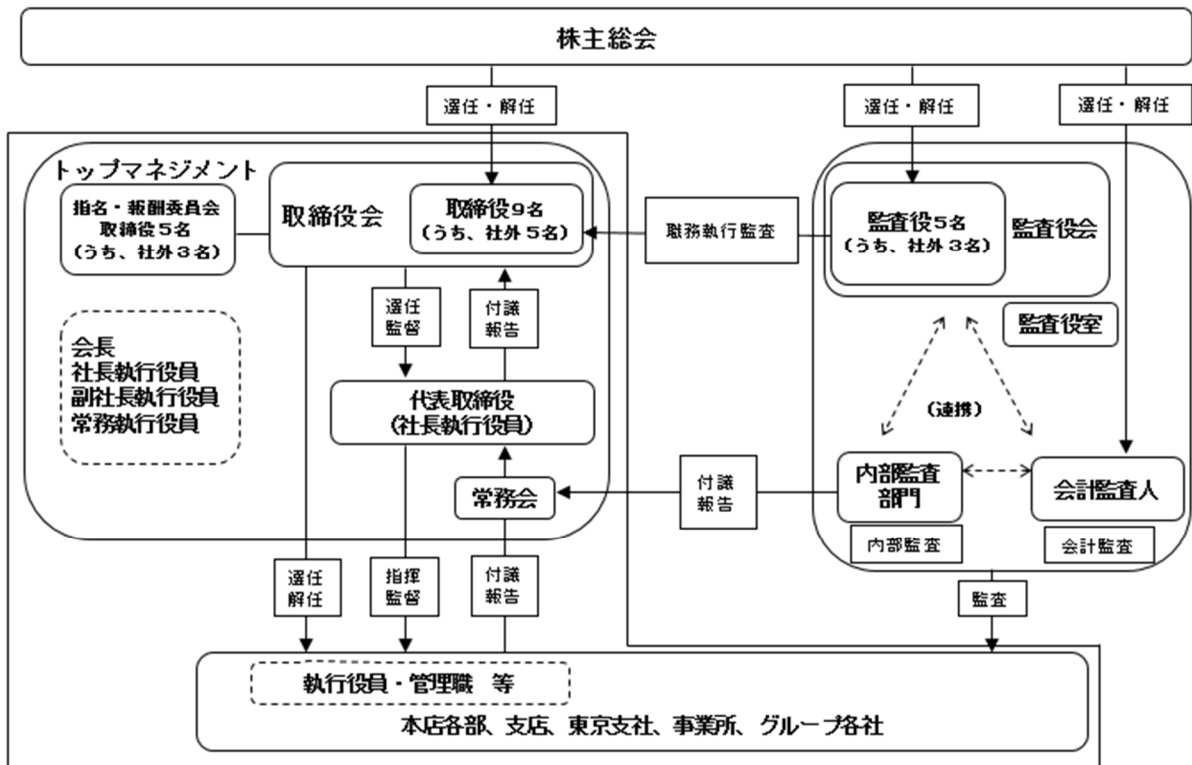 株主総会
選任・解任
選任・解任
選任・解任
トップマネジメント
指名・報酬委員会
取締役５名
(うち、社外３名)
取締役会
取締役９名
(うち、社外５名)
職務執行監査
監査役５名
(うち、社外３名)
監査役会
監査役室
選任
監督
付議
報告
会長
社長執行役員
副社長執行役員
常務執行役員
代表取締役
(社長執行役員)
(連携)
常務会
付議
報告
内部監査
部門
会計監査人
内部監査
会計監査
選任
解任
指揮
監督
付議
報告
監査
執行役員・管理職　等
本店各部、支店、東京支社、事業所、グループ各社